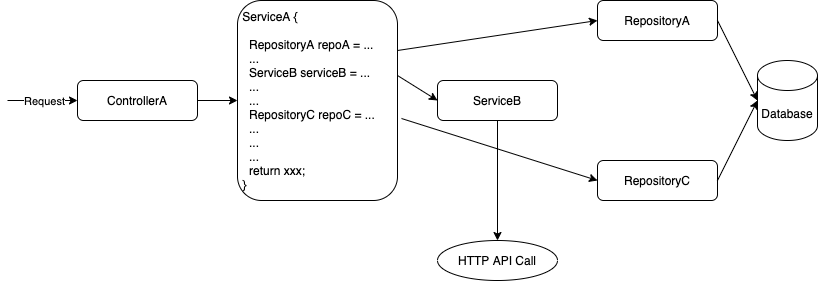 Request
ControllerA
ServiceA {
RepositoryA repoA = ...
...
ServiceB serviceB = ...
...
...
RepositoryC repoC = ...
...
...
...
return xxx;
}
RepositoryA
ServiceB
RepositoryC
Database
HTTP API Call